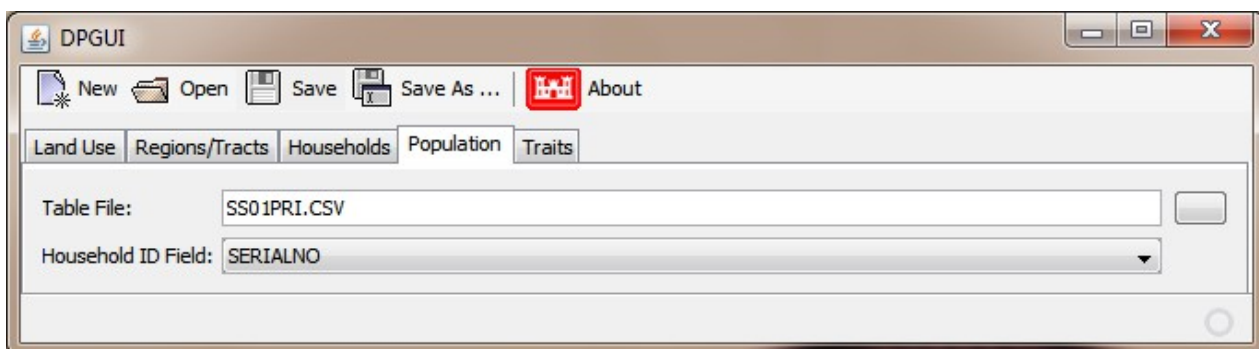 DPGUI
New Open Save Save As ... About
Land Use Regions/Tracts Households Population Traits
Table File: SS01PRI.CSV
Household ID Field: SERIALNO